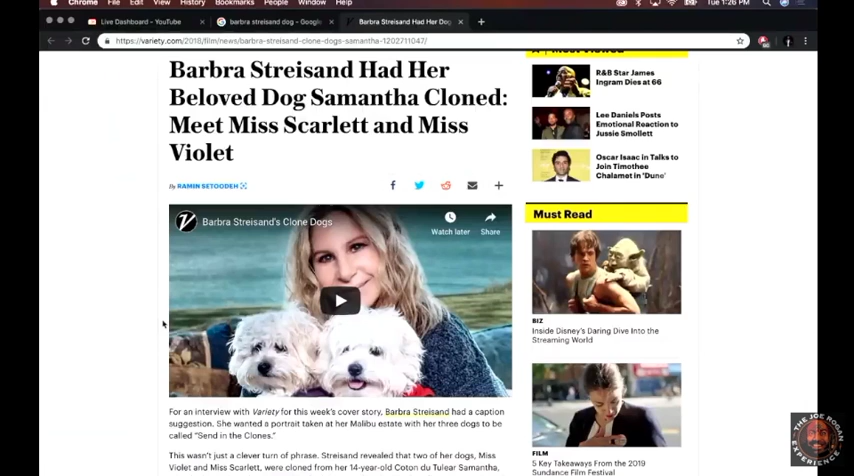 Chrome File Edit View History Bookmarks People Window Help Tue 1:26 PM
Live Dashboard - YouTube
barbra streisand dog - Google
Barbra Streisand Had Her Dog
https://variety.com/2018/film/news/barbra-streisand-clone-dogs-samantha-1202711047/
Barbra Streisand Had Her
Beloved Dog Samantha Cloned:
Meet Miss Scarlett and Miss
Violet
By RAMIN SETOODEH
Barbra Streisand's Clone Dogs
Watch later
Share
For an interview with Variety for this week's cover story, Barbra Streisand had a caption
suggestion. She wanted a portrait taken at her Malibu estate with her three dogs to be
called “Send in the Clones.”
This wasn't just a clever turn of phrase. Streisand revealed that two of her dogs, Miss
Violet and Miss Scarlett, were cloned from her 14-year-old Coton du Tulear Samantha,
Most Viewed
R&B Star James
Ingram Dies at 66
Lee Daniels Posts
Emotional Reaction to
Jussie Smollett
Oscar Isaac in Talks to
Join Timothee
Chalamet in 'Dune'
Must Read
BIZ
Inside Disney's Daring Dive Into the
Streaming World
FILM
5 Key Takeaways From the 2019
Sundance Film Festival
THE JOE ROGAN
EXPERIENCE